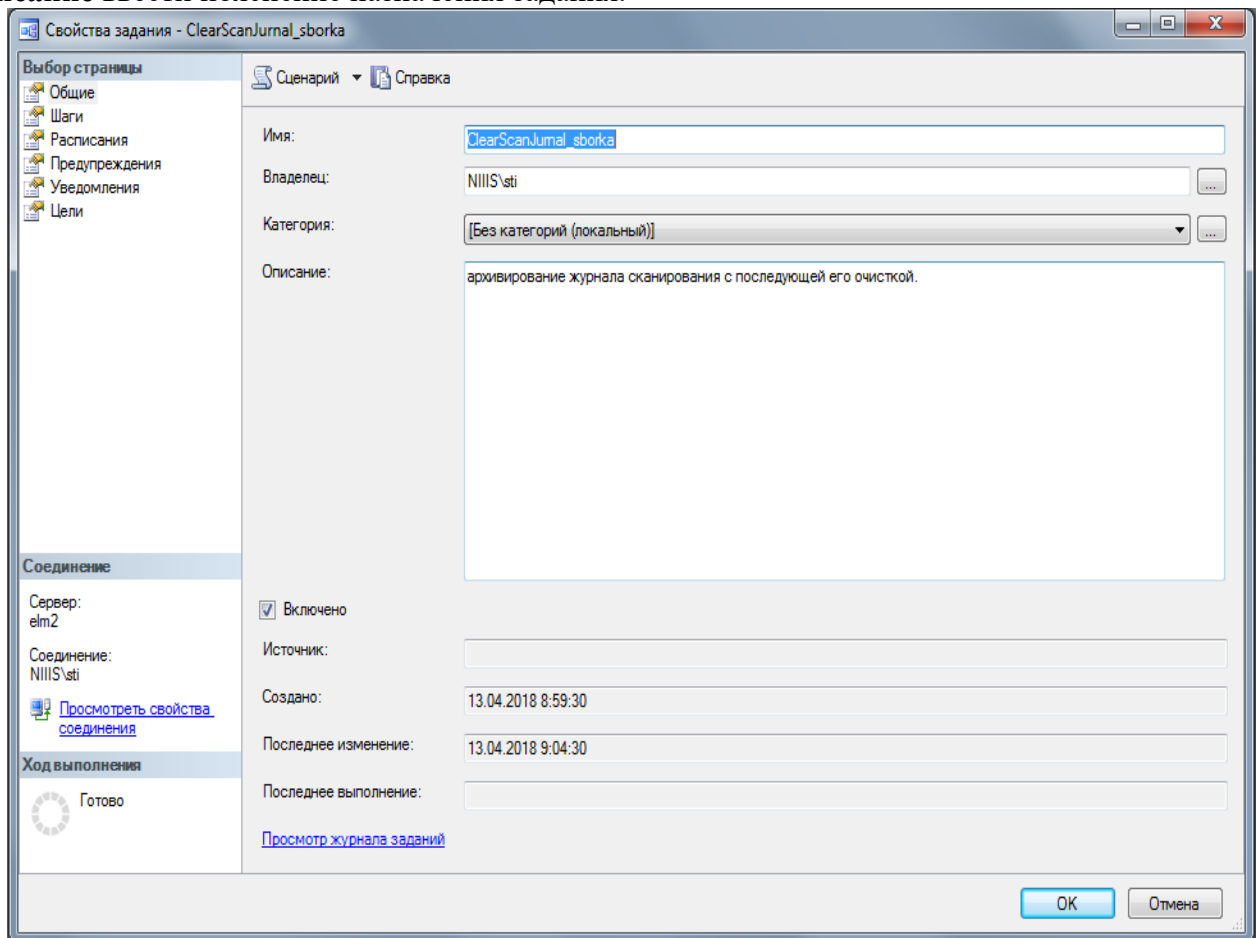 Свойства задания - ClearScanJurnal_sborka
Выбор страницы
Общие
Шаги
Расписания
Предупреждения
Уведомления
Цели
Сценарий Справка
Имя: ClearScanJurnal_sborka
Владелец: NIIIS\sti ...
Категория: [Без категорий (локальный)] ...
Описание: архивирование журнала сканирования с последующей его очисткой.
Соединение
Сервер:
elm2
Соединение:
NIIIS\sti
Просмотреть свойства
соединения
Ход выполнения
Готово
Включено
Источник:
Создано: 13.04.2018 8:59:30
Последнее изменение: 13.04.2018 9:04:30
Последнее выполнение:
Просмотр журнала заданий
OK Отмена